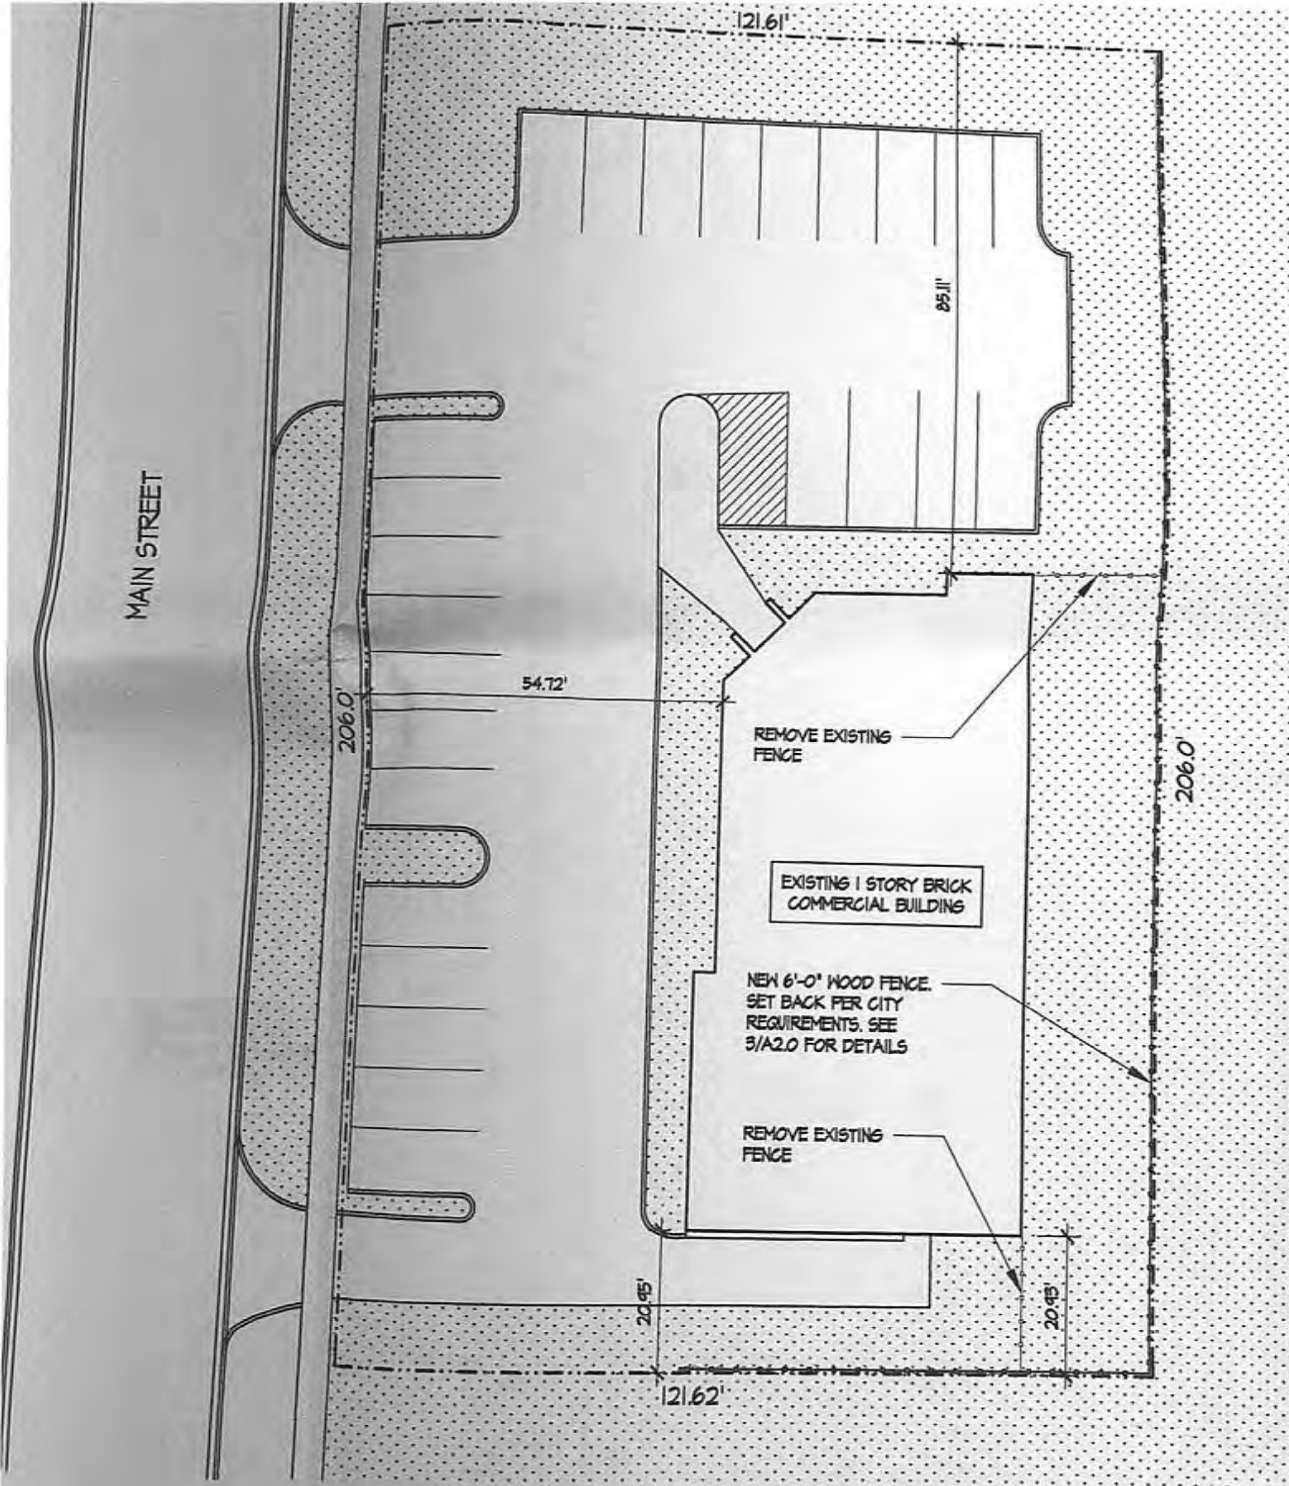 121.61'
85.11'
MAIN STREET
54.72'
206.0'
REMOVE EXISTING
FENCE
206.0'
EXISTING 1 STORY BRICK
COMMERCIAL BUILDING
NEW 6'-0" WOOD FENCE.
SET BACK PER CITY
REQUIREMENTS. SEE
3/A2.0 FOR DETAILS
REMOVE EXISTING
FENCE
20.95'
20.93'
121.62'